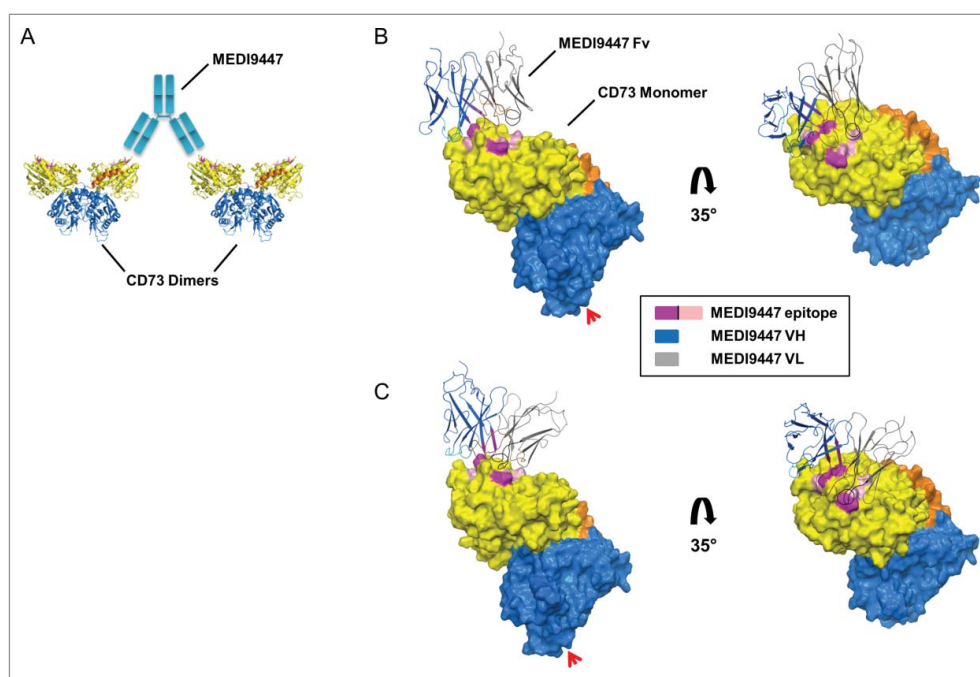 A
MEDI9447
CD73 Dimers
B
MEDI9447 Fv
CD73 Monomer
35°
MEDI9447 epitope
MEDI9447 VH
MEDI9447 VL
C
35°